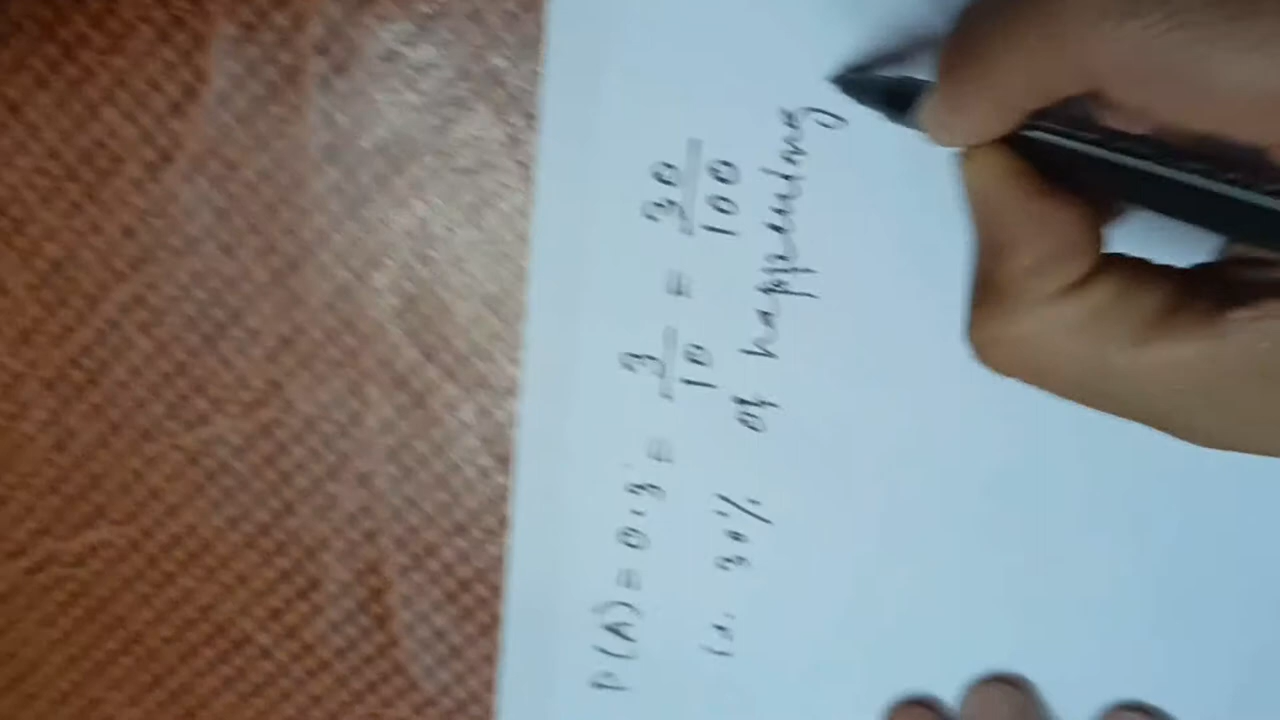 P(A) = 0.3 = 3/10 = 30/100
i.e. 30% of happening